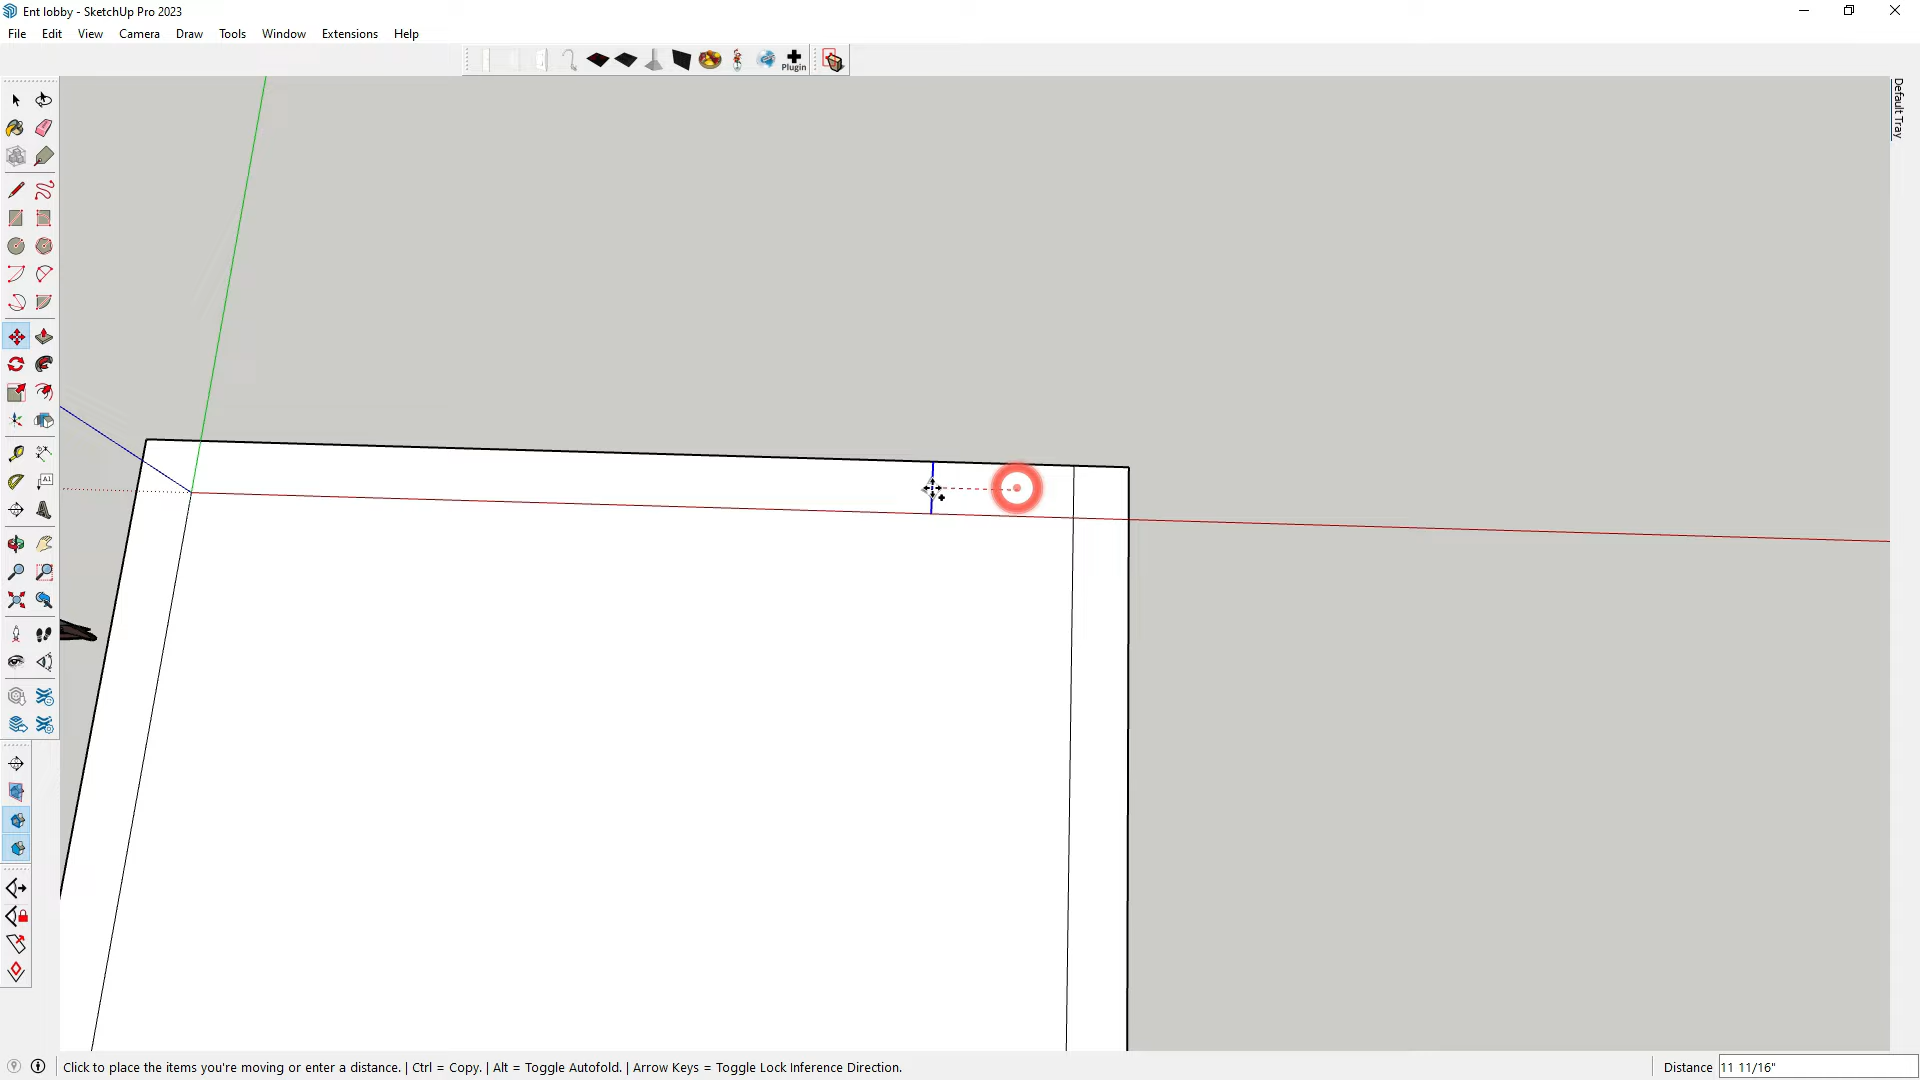 Ent lobby - SketchUp Pro 2023
File Edit View Camera Draw Tools Window Extensions Help
Plugin
Default Tray
A1
Click to place the items you're moving or enter a distance. | Ctrl = Copy. | Alt = Toggle Autofold. | Arrow Keys = Toggle Lock Inference Direction.
Distance 11 11/16"